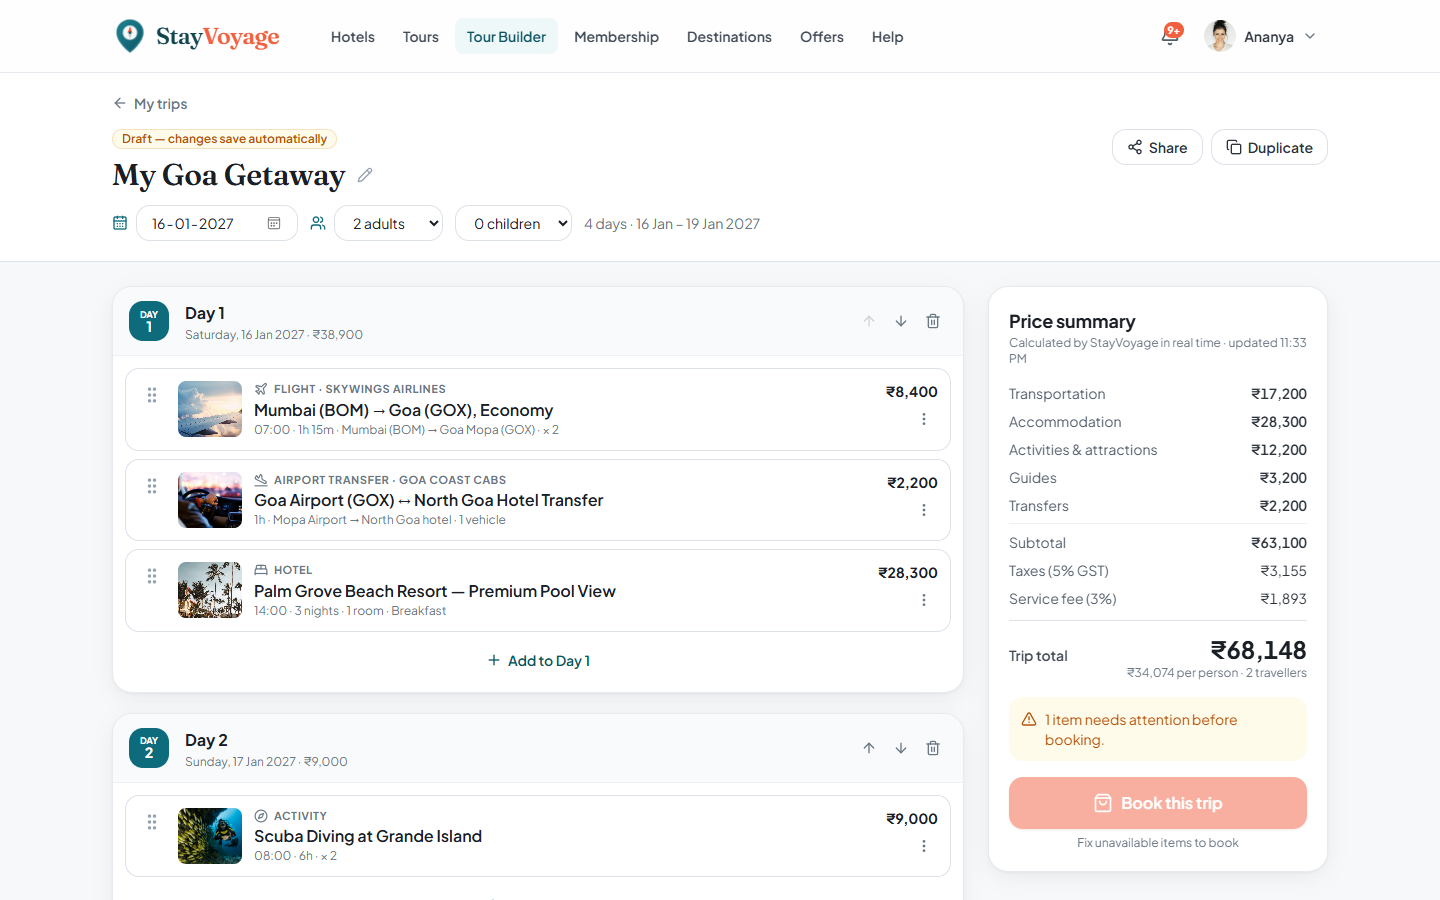 StayVoyage
Hotels
Tours
Tour Builder
Membership
Destinations
Offers
Help
9+
Ananya
My trips
Draft — changes save automatically
My Goa Getaway
Share
Duplicate
16-01-2027
2 adults
0 children
4 days · 16 Jan – 19 Jan 2027
DAY
1
Day 1
Saturday, 16 Jan 2027 · ₹38,900
FLIGHT · SKYWINGS AIRLINES
Mumbai (BOM) → Goa (GOX), Economy
07:00 · 1h 15m · Mumbai (BOM) → Goa Mopa (GOX) · × 2
₹8,400
AIRPORT TRANSFER · GOA COAST CABS
Goa Airport (GOX) ↔ North Goa Hotel Transfer
1h · Mopa Airport → North Goa hotel · 1 vehicle
₹2,200
HOTEL
Palm Grove Beach Resort — Premium Pool View
14:00 · 3 nights · 1 room · Breakfast
₹28,300
Add to Day 1
DAY
2
Day 2
Sunday, 17 Jan 2027 · ₹9,000
ACTIVITY
Scuba Diving at Grande Island
08:00 · 6h · × 2
₹9,000
Price summary
Calculated by StayVoyage in real time · updated 11:33
PM
Transportation ₹17,200
Accommodation ₹28,300
Activities & attractions ₹12,200
Guides ₹3,200
Transfers ₹2,200
Subtotal ₹63,100
Taxes (5% GST) ₹3,155
Service fee (3%) ₹1,893
Trip total ₹68,148
₹34,074 per person · 2 travellers
1 item needs attention before
booking.
Book this trip
Fix unavailable items to book